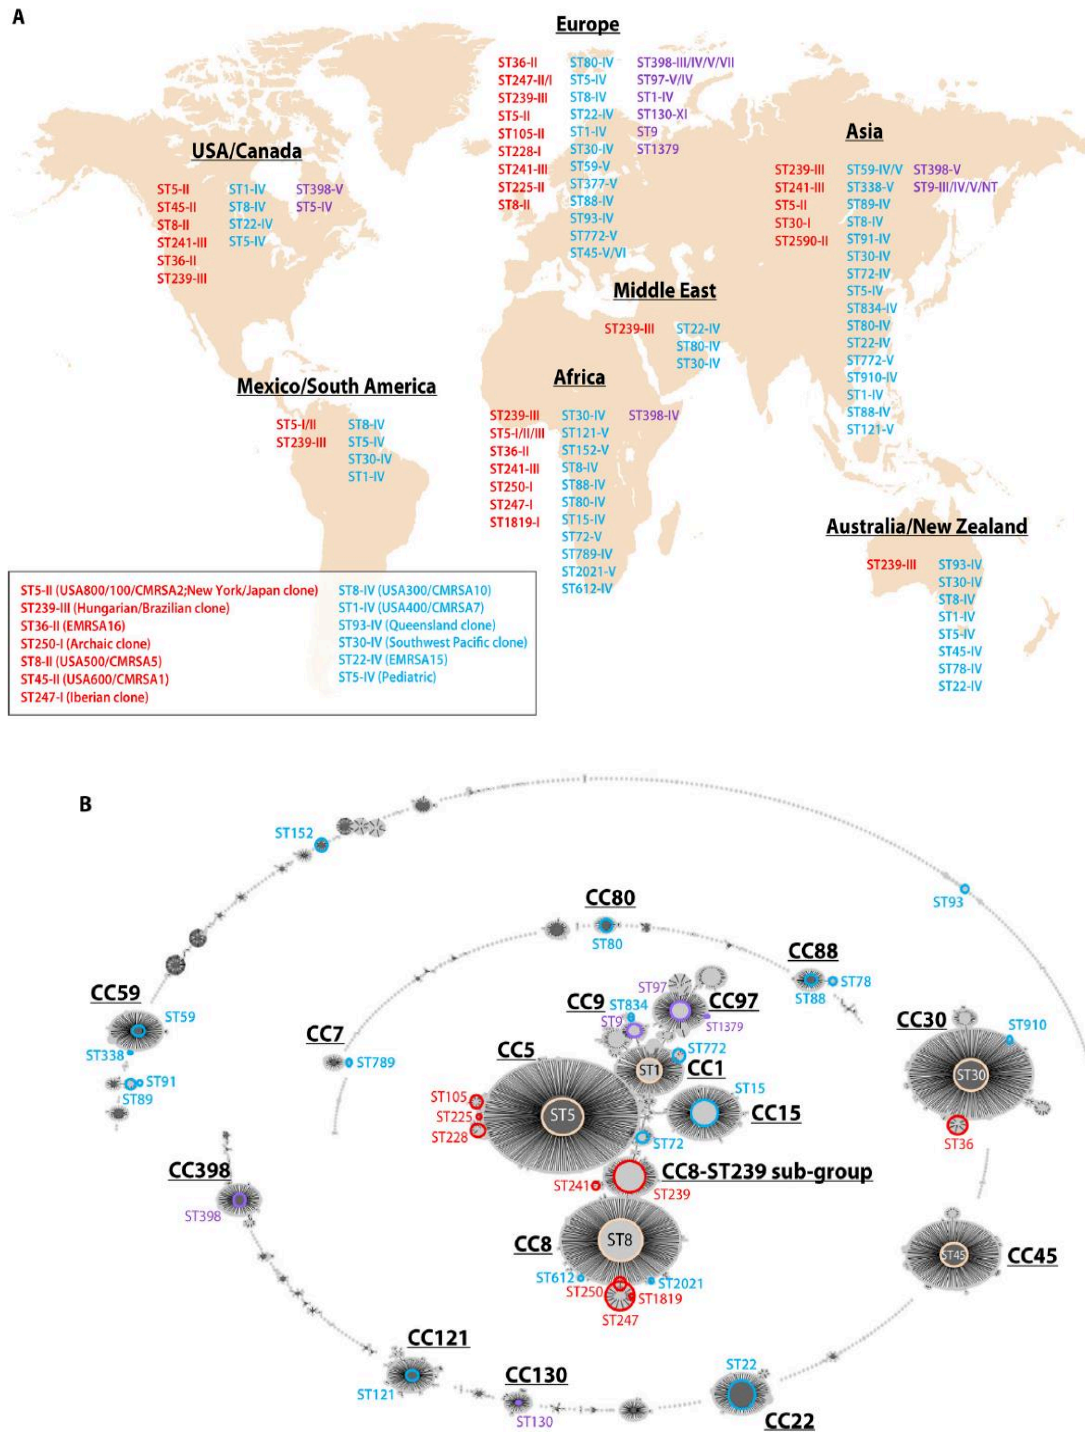 A
Europe
ST36-II
ST247-II/I
ST239-III
ST5-II
ST105-II
ST228-I
ST241-III
ST225-II
ST8-II
ST80-IV
ST5-IV
ST8-IV
ST22-IV
ST1-IV
ST30-IV
ST59-V
ST377-V
ST88-IV
ST93-IV
ST772-V
ST45-V/VI
ST398-III/IV/V/VII
ST97-V/IV
ST1-IV
ST130-XI
ST9
ST1379
USA/Canada
ST5-II
ST45-II
ST8-II
ST241-III
ST36-II
ST239-III
ST1-IV
ST8-IV
ST22-IV
ST5-IV
ST398-V
ST5-IV
Asia
ST239-III
ST241-III
ST5-II
ST30-I
ST2590-II
ST59-IV/V
ST338-V
ST89-IV
ST8-IV
ST91-IV
ST30-IV
ST72-IV
ST5-IV
ST834-IV
ST80-IV
ST22-IV
ST772-V
ST910-IV
ST1-IV
ST88-IV
ST121-V
ST398-V
ST9-III/IV/V/NT
Middle East
ST239-III
ST22-IV
ST80-IV
ST30-IV
Mexico/South America
ST5-I/II
ST239-III
ST8-IV
ST5-IV
ST30-IV
ST1-IV
Africa
ST239-III
ST5-I/II/III
ST36-II
ST241-III
ST250-I
ST247-I
ST1819-I
ST30-IV
ST121-V
ST152-V
ST8-IV
ST88-IV
ST80-IV
ST15-IV
ST72-V
ST789-IV
ST2021-V
ST612-IV
ST398-IV
Australia/New Zealand
ST239-III
ST93-IV
ST30-IV
ST8-IV
ST1-IV
ST5-IV
ST45-IV
ST78-IV
ST22-IV
ST5-II (USA800/100/CMRSA2;New York/Japan clone)
ST239-III (Hungarian/Brazilian clone)
ST36-II (EMRSA16)
ST250-I (Archaic clone)
ST8-II (USA500/CMRSA5)
ST45-II (USA600/CMRSA1)
ST247-I (Iberian clone)
ST8-IV (USA300/CMRSA10)
ST1-IV (USA400/CMRSA7)
ST93-IV (Queensland clone)
ST30-IV (Southwest Pacific clone)
ST22-IV (EMRSA15)
ST5-IV (Pediatric)
B
ST152
ST93
CC80
ST80
CC88
ST78
ST88
CC59
ST59
ST338
ST91
ST89
CC7
ST789
CC9
ST834
ST9
ST97
CC97
ST1379
ST772
CC1
ST1
CC30
ST910
ST30
ST36
CC5
ST5
ST105
ST225
ST228
ST15
CC15
ST72
CC8-ST239 sub-group
ST241
ST239
CC398
ST398
CC8
ST8
ST612
ST250
ST2021
ST1819
ST247
ST45
CC45
CC121
ST121
CC130
ST130
ST22
CC22